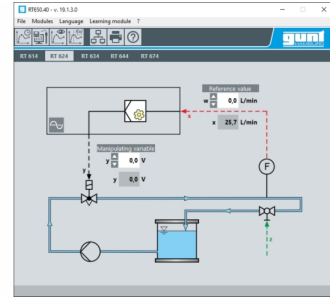 RT650.40 - v. 19.1.3.0
File Modules Language Learning module ?
gunt
RT 614 RT 624 RT 634 RT 644 RT 674
Reference value
w 0,0 L/min
x
x 25,7 L/min
Manipulating variable
y 0,0 V
y
y 0,0 V
F
z